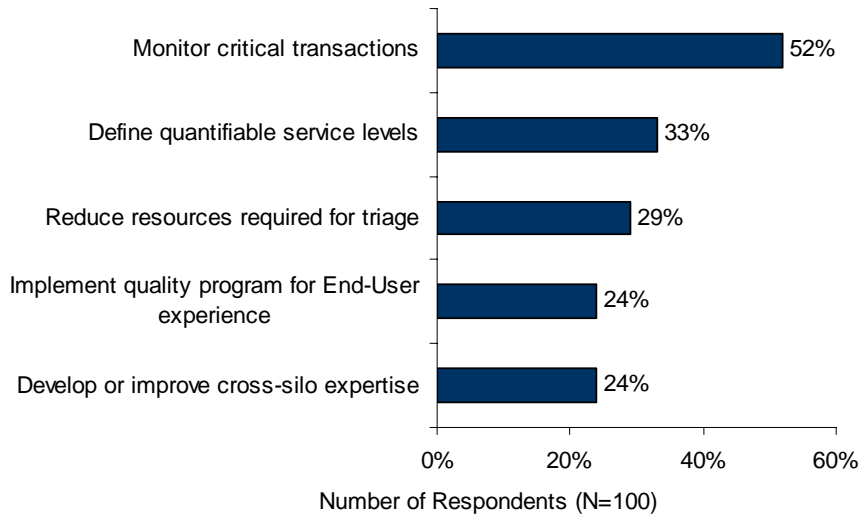 Monitor critical transactions
52%
Define quantifiable service levels
33%
Reduce resources required for triage
29%
Implement quality program for End-User
experience
24%
Develop or improve cross-silo expertise
24%
0%
20%
40%
60%
Number of Respondents (N=100)